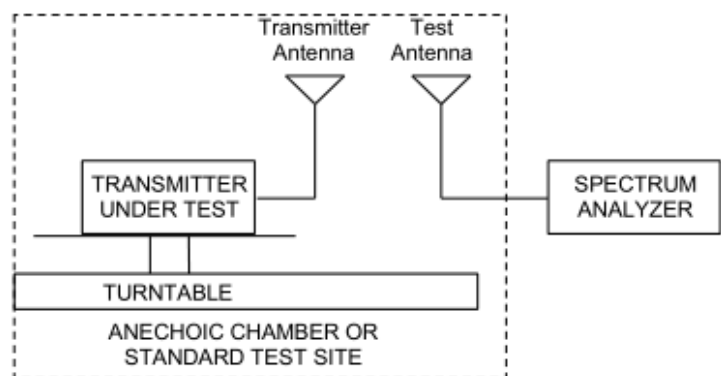 Transmitter
Antenna
Test
Antenna
TRANSMITTER
UNDER TEST
SPECTRUM
ANALYZER
TURNTABLE
ANECHOIC CHAMBER OR
STANDARD TEST SITE